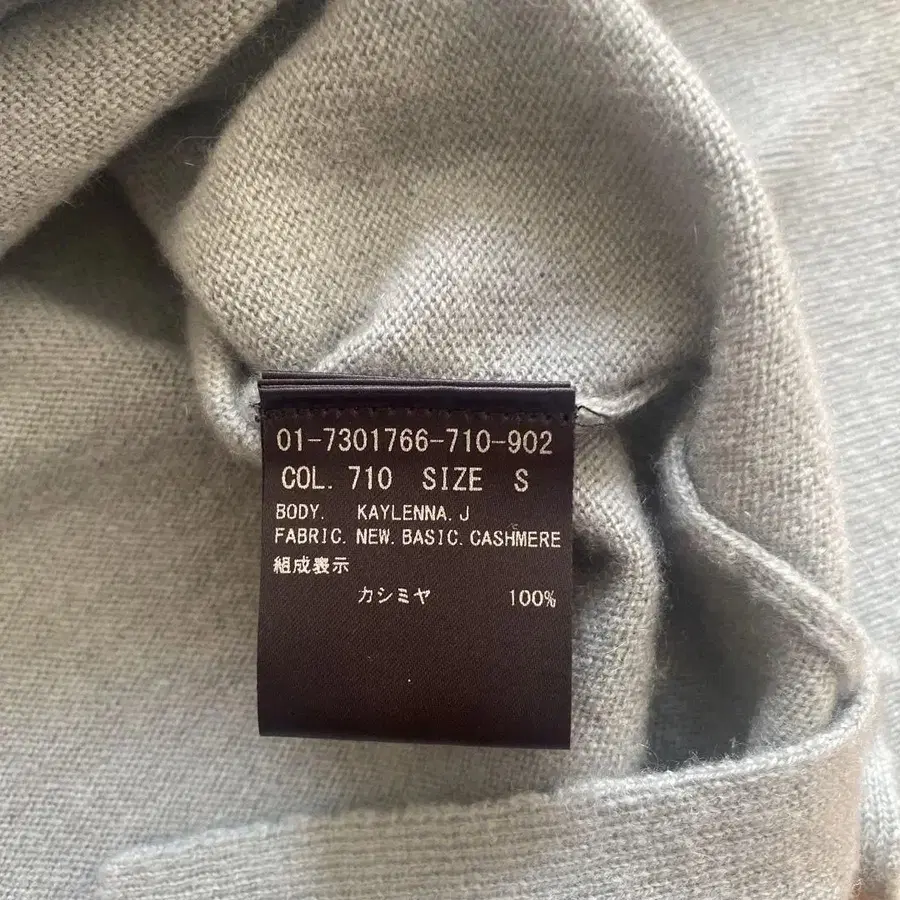 01-7301766-710-902
COL. 710 SIZE S
BODY. KAYLENNA.J
FABRIC. NEW.BASIC.CASHMERE
組成表示
カシミヤ 100%